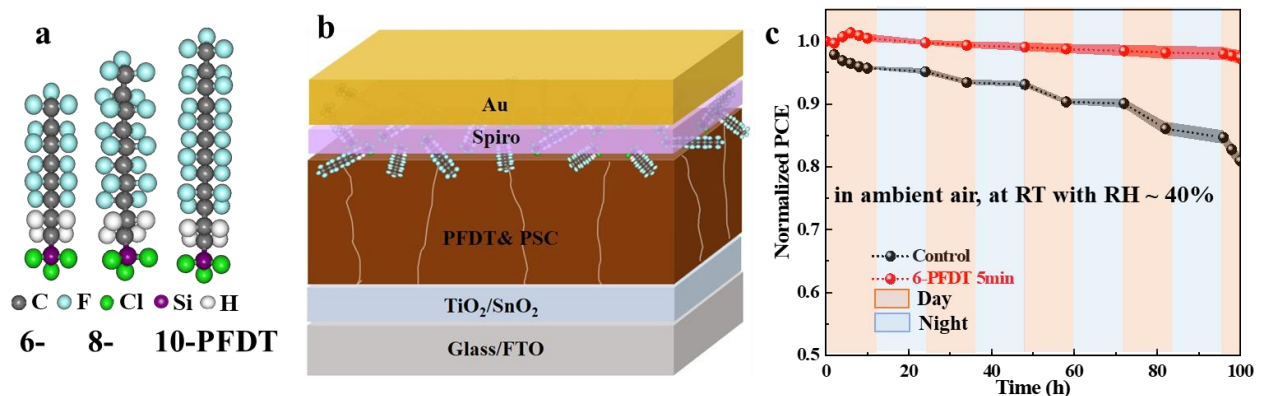 a
C F Cl Si H
6- 8- 10-PFDT
b
Au
Spiro
PFDT& PSC
TiO₂/SnO₂
Glass/FTO
c
Normalized PCE
1.0
0.9
0.8
0.7
0.6
0.5
in ambient air, at RT with RH ~ 40%
Control
6-PFDT 5min
Day
Night
0 20 40 60 80 100
Time (h)